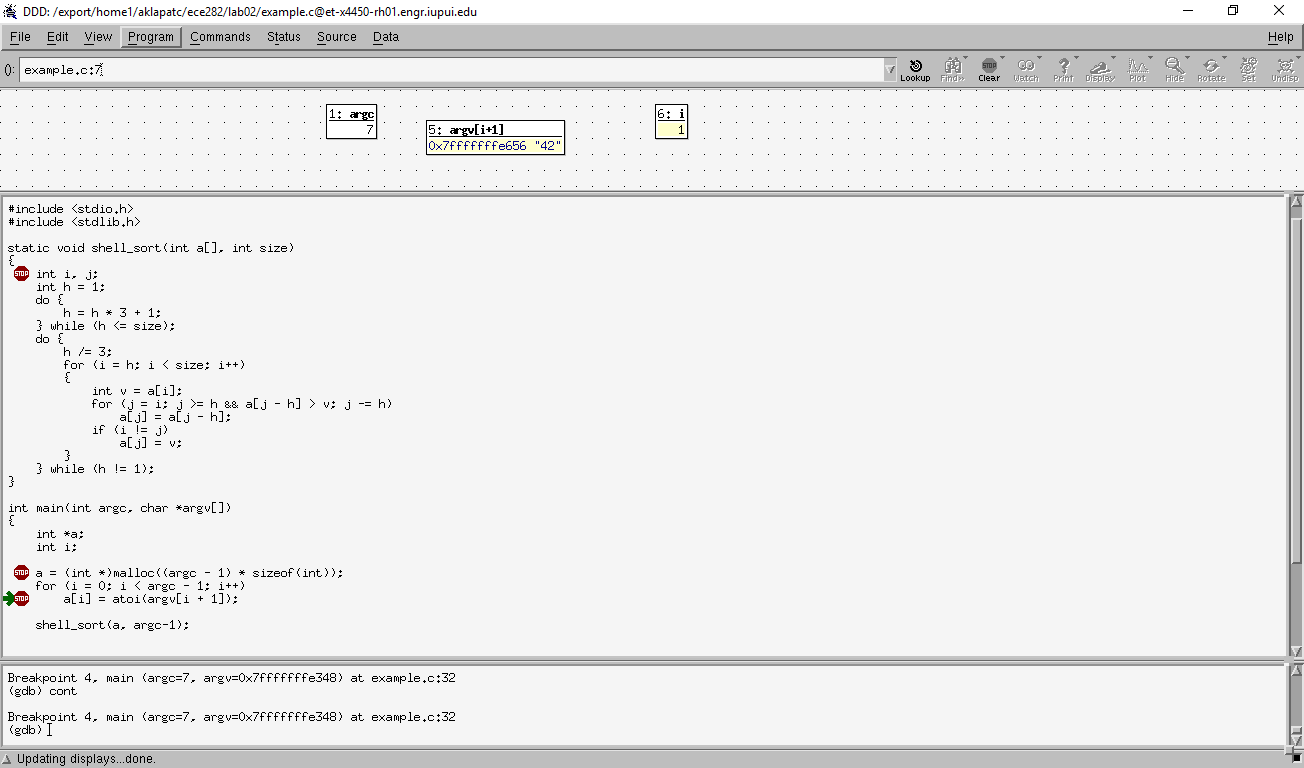 DDD: /export/home1/aklapatc/ece282/lab02/example.c@et-x4450-rh01.engr.iupui.edu
File Edit View Program Commands Status Source Data Help
(): example.c:7 Lookup Find>> Clear Watch Print Display Plot Hide Rotate Set Undisp
1: argc
7
5: argv[i+1]
0x7fffffffe656 "42"
6: i
1
#include <stdio.h>
#include <stdlib.h>
static void shell_sort(int a[], int size)
{
STOP int i, j;
int h = 1;
do {
h = h * 3 + 1;
} while (h <= size);
do {
h /= 3;
for (i = h; i < size; i++)
{
int v = a[i];
for (j = i; j >= h && a[j - h] > v; j -= h)
a[j] = a[j - h];
if (i != j)
a[j] = v;
}
} while (h != 1);
}
int main(int argc, char *argv[])
{
int *a;
int i;
STOP a = (int *)malloc((argc - 1) * sizeof(int));
for (i = 0; i < argc - 1; i++)
STOP a[i] = atoi(argv[i + 1]);
shell_sort(a, argc-1);
Breakpoint 4, main (argc=7, argv=0x7fffffffe348) at example.c:32
(gdb) cont
Breakpoint 4, main (argc=7, argv=0x7fffffffe348) at example.c:32
(gdb)
Updating displays...done.